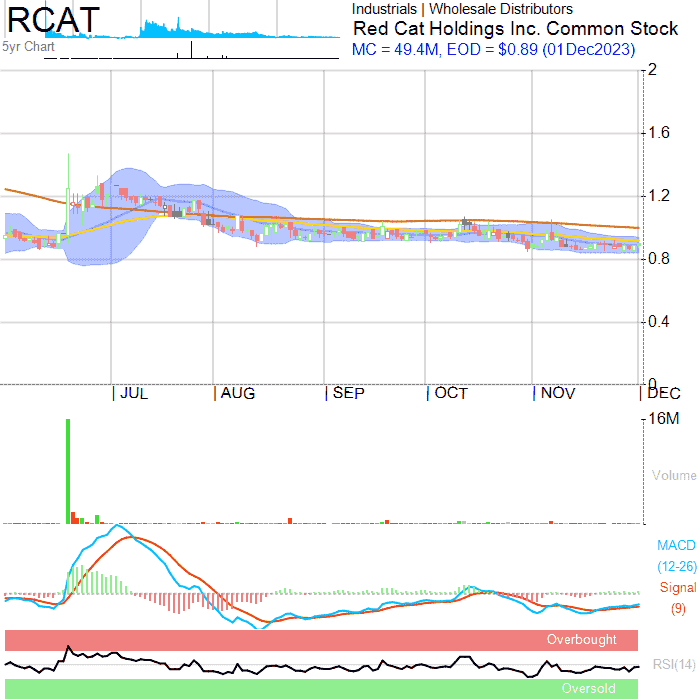 RCAT
5yr Chart
Industrials | Wholesale Distributors
Red Cat Holdings Inc. Common Stock
MC = 49.4M, EOD = $0.89 (01Dec2023)
2
1.6
1.2
0.8
0.4
0
| JUL | AUG | SEP | OCT | NOV | DEC
16M
Volume
MACD
(12-26)
Signal
(9)
Overbought
RSI(14)
Oversold